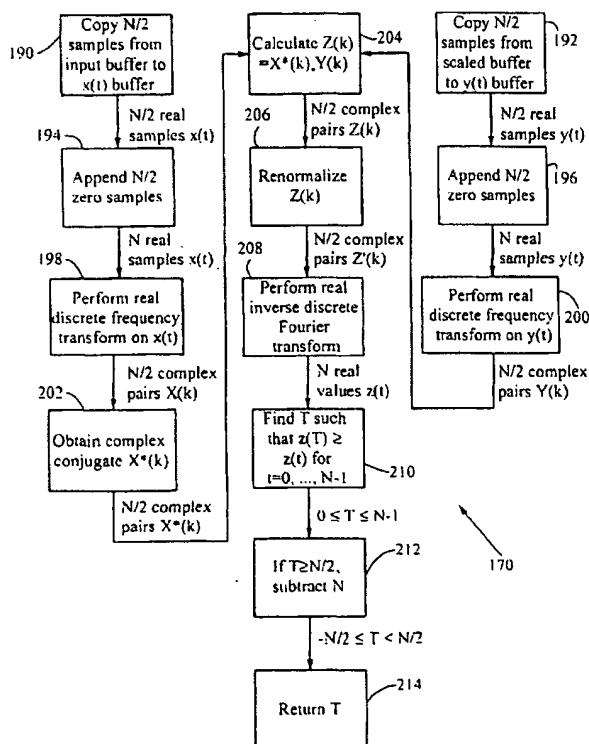 190
Copy N/2
samples from
input buffer to
x(t) buffer
N/2 real
samples x(t)
194
Append N/2
zero samples
N real
samples x(t)
198
Perform real
discrete frequency
transform on x(t)
N/2 complex
pairs X(k)
202
Obtain complex
conjugate X*(k)
N/2 complex
pairs X*(k)
204
Calculate Z(k)
=X*(k).Y(k)
N/2 complex
pairs Z(k)
206
Renormalize
Z(k)
N/2 complex
pairs Z'(k)
208
Perform real
inverse discrete
Fourier
transform
N real
values z(t)
Find T such
that z(T) ≥
z(t) for
t=0, ..., N-1
210
0 ≤ T ≤ N-1
If T≥N/2,
subtract N
212
-N/2 ≤ T < N/2
Return T
214
Copy N/2
samples from
scaled buffer
to y(t) buffer
192
N/2 real
samples y(t)
Append N/2
zero samples
196
N real
samples y(t)
Perform real
discrete frequency
transform on y(t)
200
N/2 complex
pairs Y(k)
170